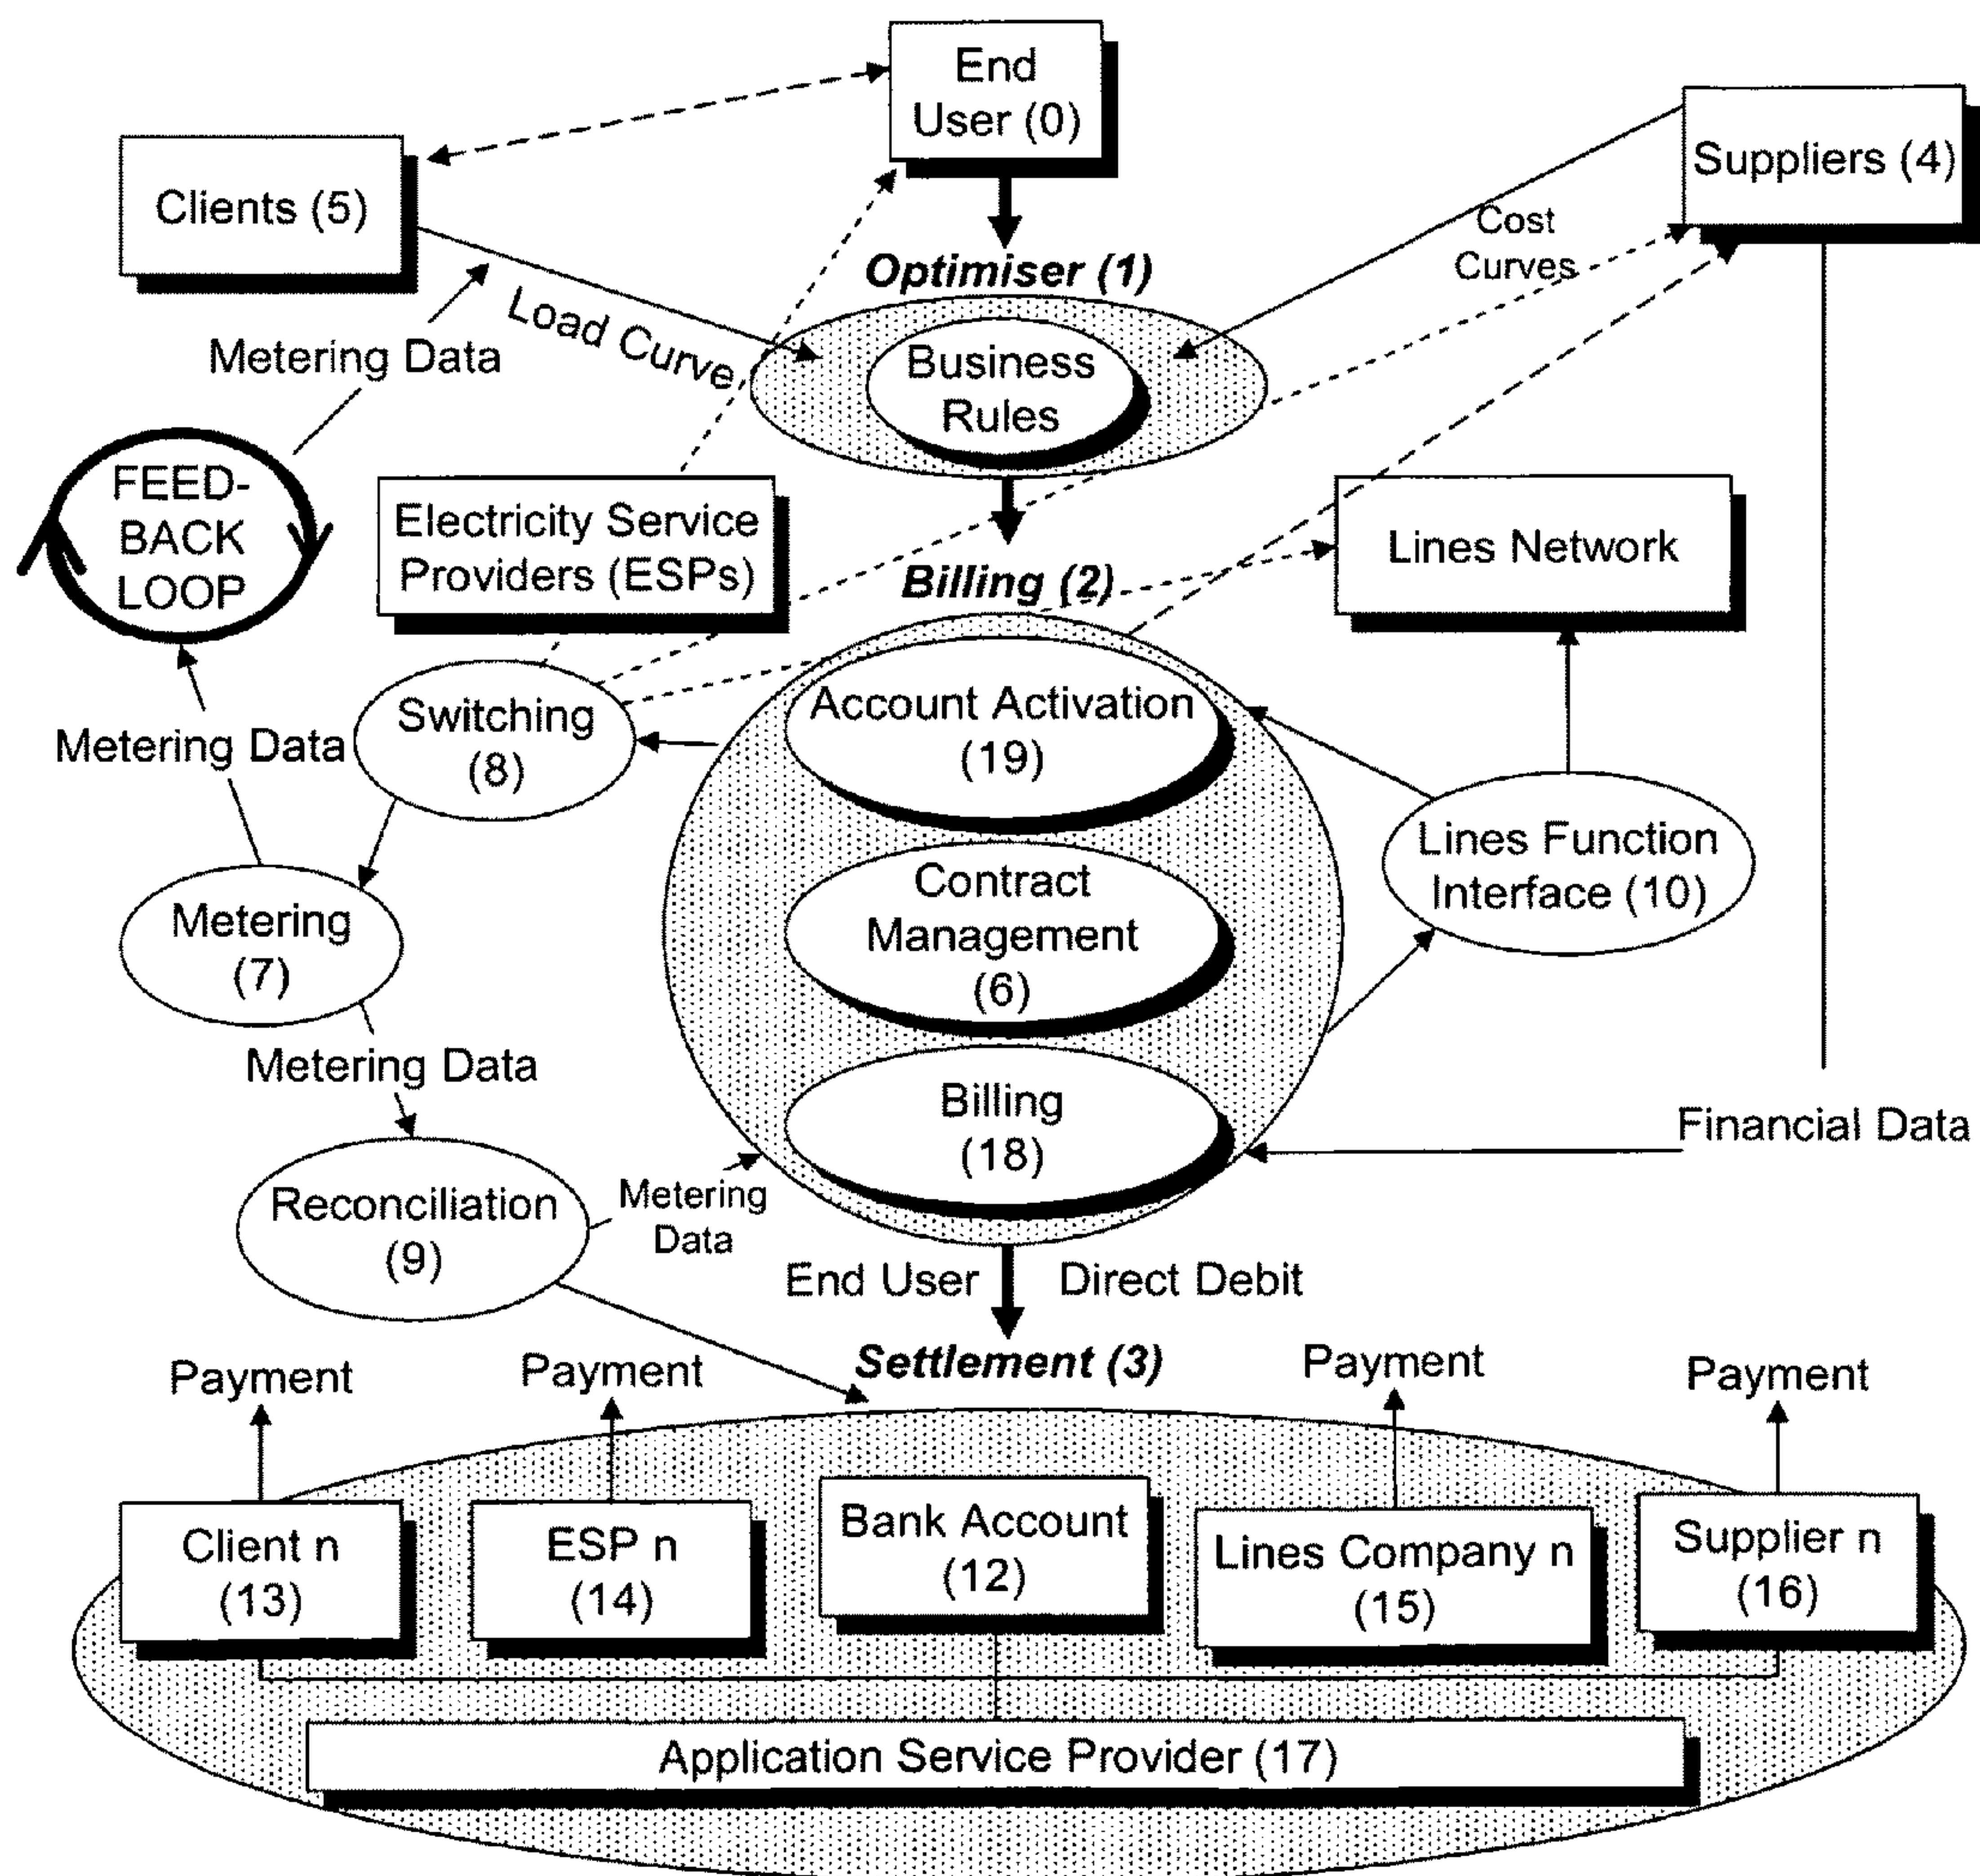 End
User (0)
Clients (5)
Suppliers (4)
Cost
Curves
Optimiser (1)
Load Curve
Metering Data
Business
Rules
FEED-
BACK
LOOP
Electricity Service
Providers (ESPs)
Lines Network
Billing (2)
Account Activation
(19)
Switching
(8)
Metering Data
Lines Function
Interface (10)
Contract
Management
(6)
Metering
(7)
Metering Data
Billing
(18)
Financial Data
Reconciliation
(9)
Metering
Data
End User
Direct Debit
Settlement (3)
Payment
Payment
Payment
Payment
Client n
(13)
ESP n
(14)
Bank Account
(12)
Lines Company n
(15)
Supplier n
(16)
Application Service Provider (17)